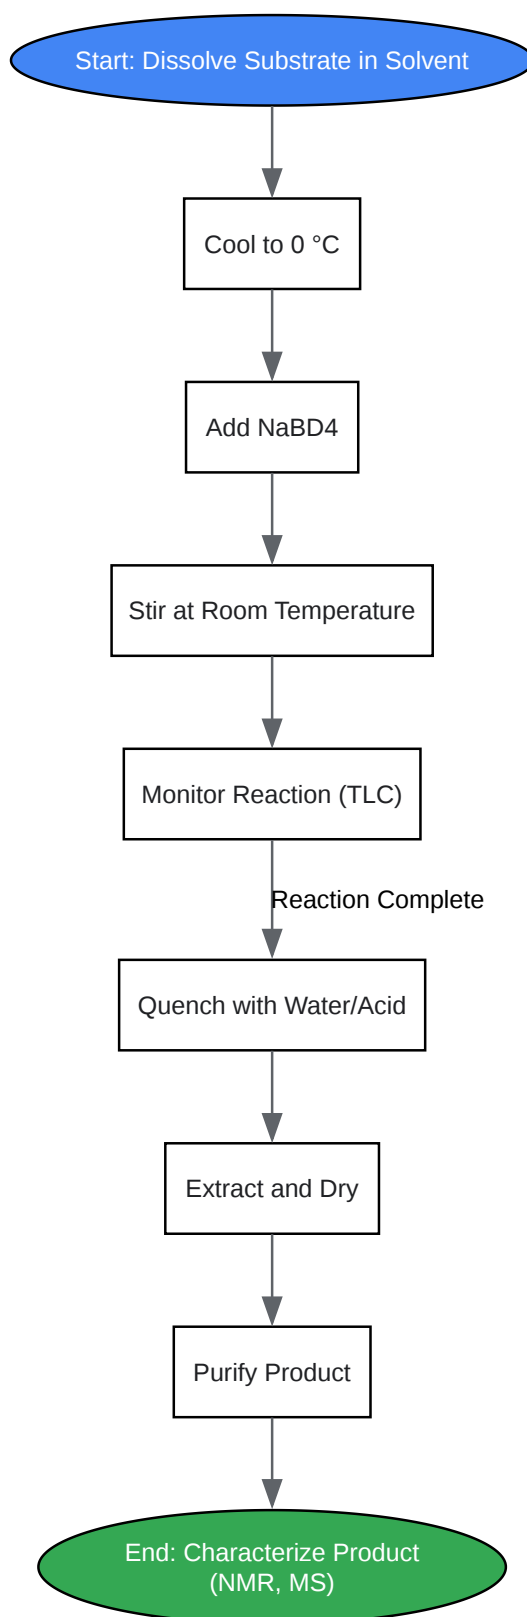 Start: Dissolve Substrate in Solvent
Cool to 0 °C
Add NaBD4
Stir at Room Temperature
Monitor Reaction (TLC)
Reaction Complete
Quench with Water/Acid
Extract and Dry
Purify Product
End: Characterize Product
(NMR, MS)